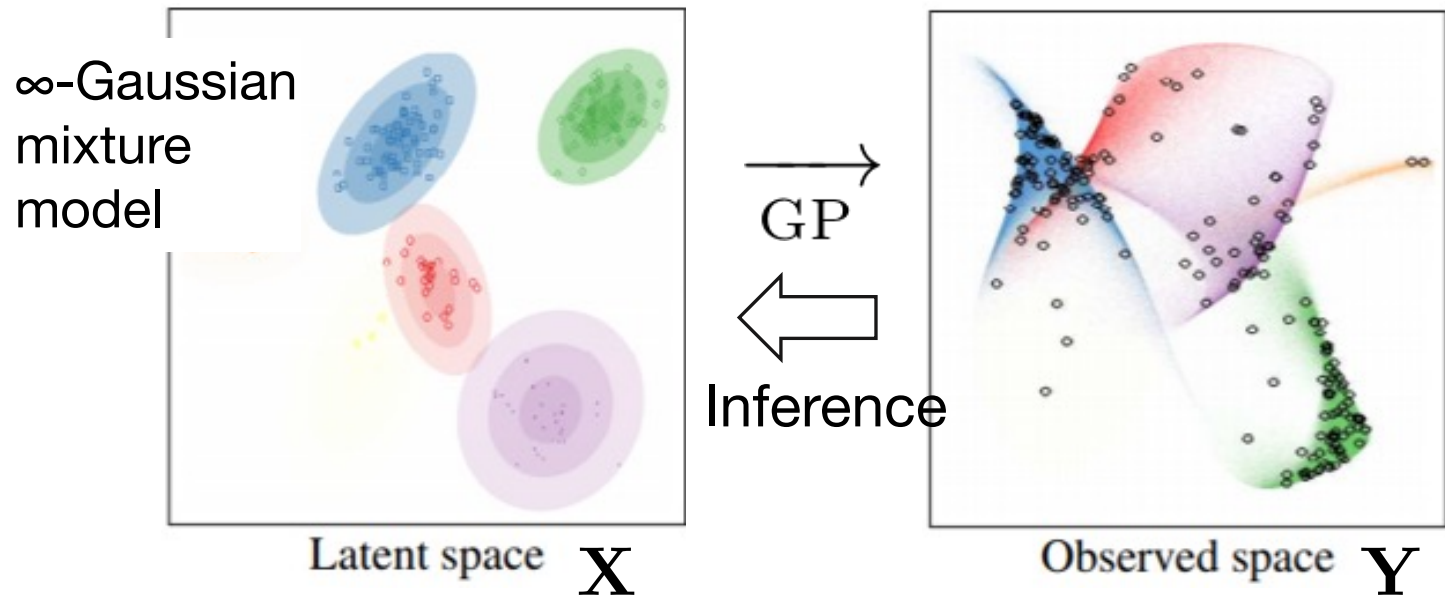 ∞-Gaussian
mixture
model
GP
Inference
Latent space X
Observed space Y